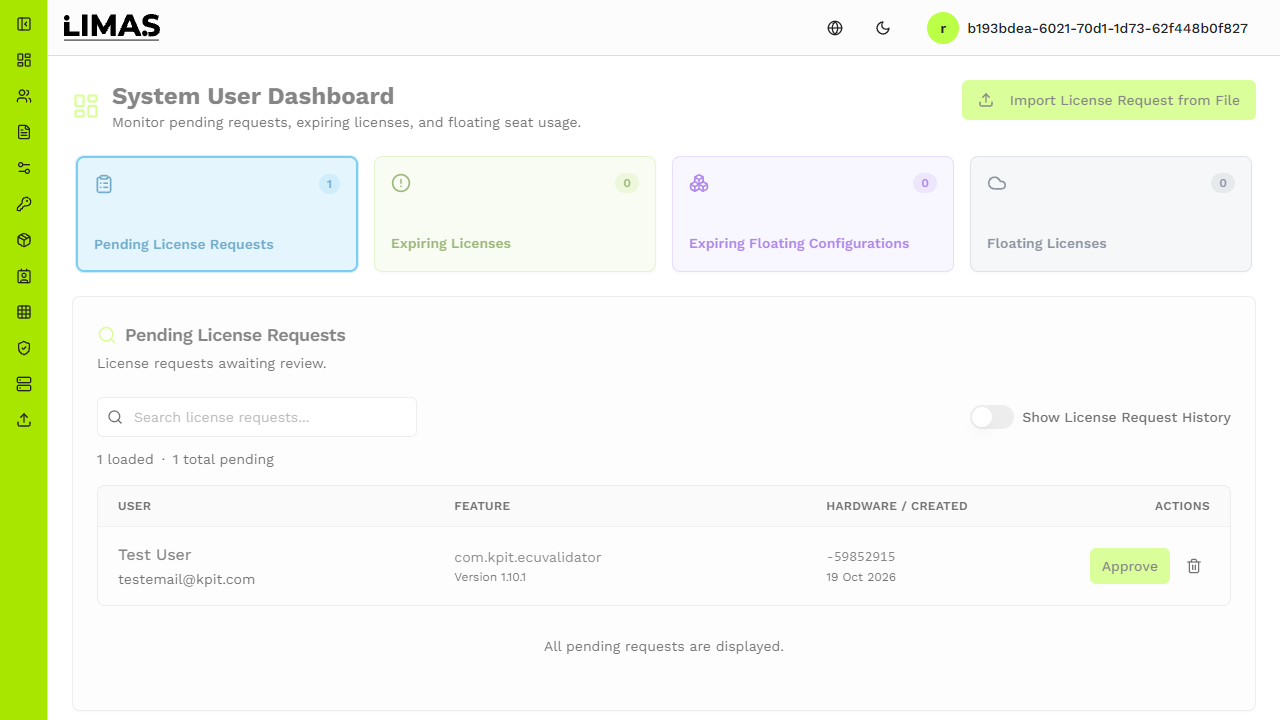 LIMAS
r b193bdea-6021-70d1-1d73-62f448b0f827
System User Dashboard
Monitor pending requests, expiring licenses, and floating seat usage.
Import License Request from File
1
Pending License Requests
0
Expiring Licenses
0
Expiring Floating Configurations
0
Floating Licenses
Pending License Requests
License requests awaiting review.
Search license requests...
Show License Request History
1 loaded · 1 total pending
USER FEATURE HARDWARE / CREATED ACTIONS
Test User com.kpit.ecuvalidator -59852915
testemail@kpit.com Version 1.10.1 19 Oct 2026
Approve
All pending requests are displayed.